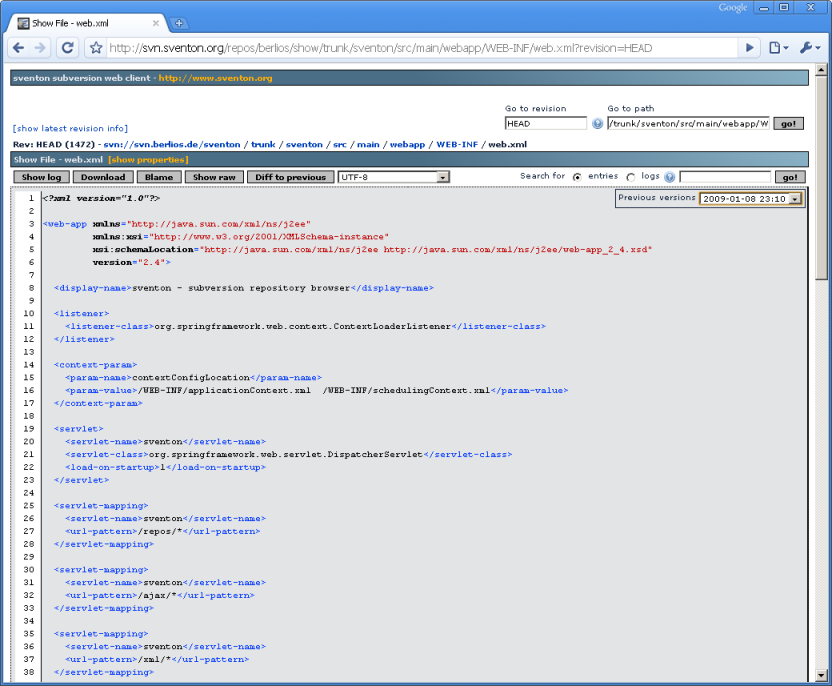 Google
Show File - web.xml
http://svn.sventon.org/repos/berlios/show/trunk/sventon/src/main/webapp/WEB-INF/web.xml?revision=HEAD
sventon subversion web client - http://www.sventon.org
Go to revision Go to path
[show latest revision info] HEAD /trunk/sventon/src/main/webapp/W go!
Rev: HEAD (1472) - svn://svn.berlios.de/sventon / trunk / sventon / src / main / webapp / WEB-INF / web.xml
Show File - web.xml [show properties]
Show log Download Blame Show raw Diff to previous UTF-8 Search for entries logs go!
Previous versions 2009-01-08 23:10
1 <?xml version="1.0"?>
2
3 <web-app xmlns="http://java.sun.com/xml/ns/j2ee"
4 xmlns:xsi="http://www.w3.org/2001/XMLSchema-instance"
5 xsi:schemaLocation="http://java.sun.com/xml/ns/j2ee http://java.sun.com/xml/ns/j2ee/web-app_2_4.xsd"
6 version="2.4">
7
8 <display-name>sventon - subversion repository browser</display-name>
9
10 <listener>
11 <listener-class>org.springframework.web.context.ContextLoaderListener</listener-class>
12 </listener>
13
14 <context-param>
15 <param-name>contextConfigLocation</param-name>
16 <param-value>/WEB-INF/applicationContext.xml /WEB-INF/schedulingContext.xml</param-value>
17 </context-param>
18
19 <servlet>
20 <servlet-name>sventon</servlet-name>
21 <servlet-class>org.springframework.web.servlet.DispatcherServlet</servlet-class>
22 <load-on-startup>1</load-on-startup>
23 </servlet>
24
25 <servlet-mapping>
26 <servlet-name>sventon</servlet-name>
27 <url-pattern>/repos/*</url-pattern>
28 </servlet-mapping>
29
30 <servlet-mapping>
31 <servlet-name>sventon</servlet-name>
32 <url-pattern>/ajax/*</url-pattern>
33 </servlet-mapping>
34
35 <servlet-mapping>
36 <servlet-name>sventon</servlet-name>
37 <url-pattern>/xml/*</url-pattern>
38 </servlet-mapping>